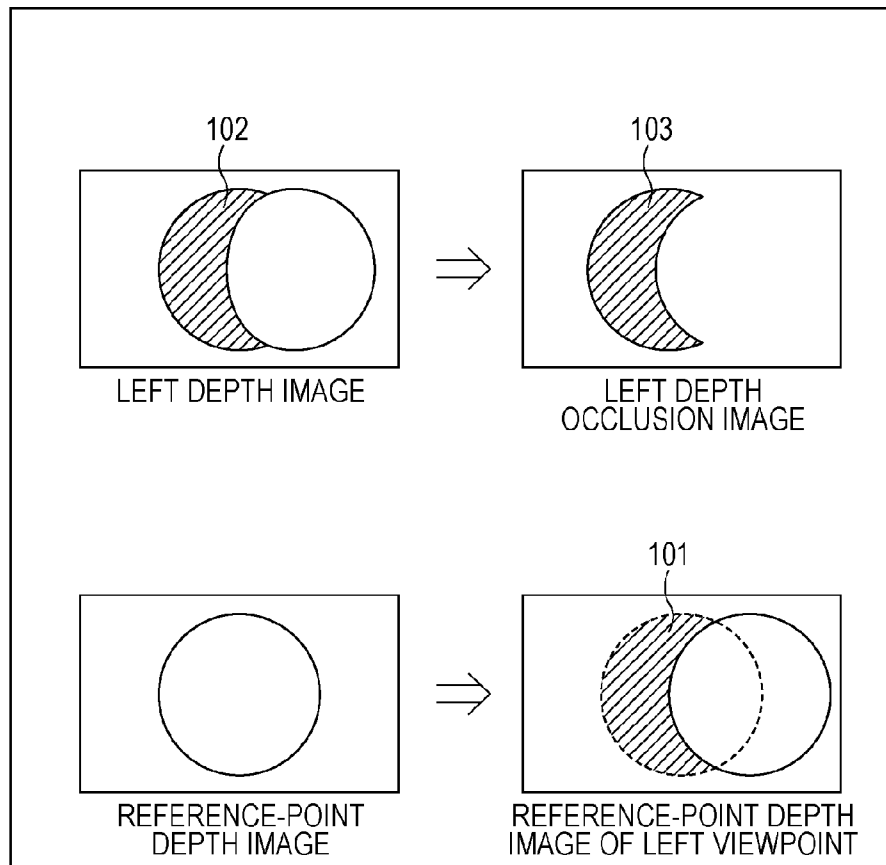 102
103
LEFT DEPTH IMAGE
LEFT DEPTH
OCCLUSION IMAGE
101
REFERENCE-POINT
DEPTH IMAGE
REFERENCE-POINT DEPTH
IMAGE OF LEFT VIEWPOINT